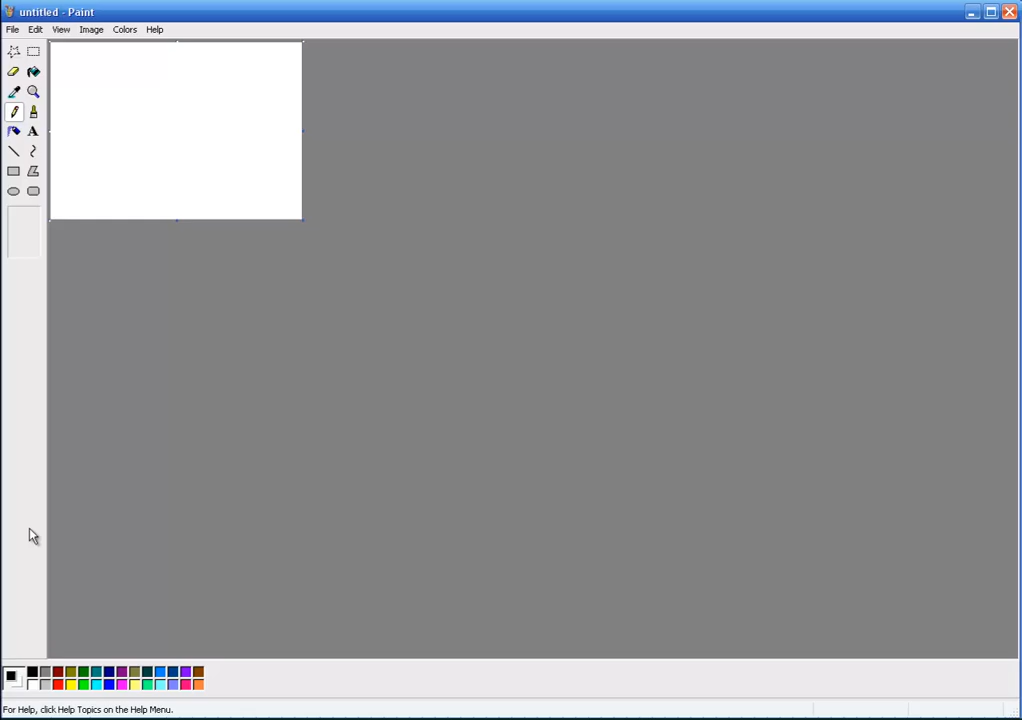 untitled - Paint
File Edit View Image Colors Help
A
For Help, click Help Topics on the Help Menu.